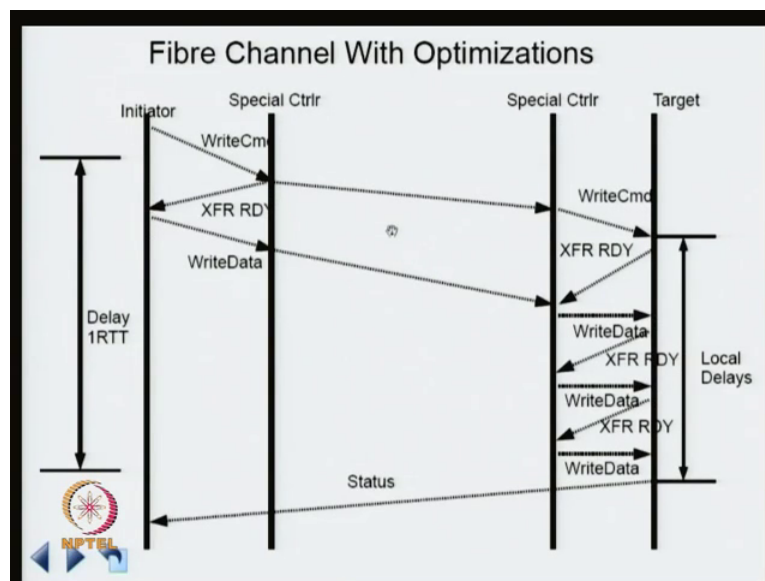 Fibre Channel With Optimizations
Initiator
Special Ctrlr
Special Ctrlr
Target
WriteCmd
WriteCmd
XFR RDY
XFR RDY
WriteData
Delay
1RTT
WriteData
XFR RDY
Local
Delays
WriteData
XFR RDY
WriteData
Status
NPTEL